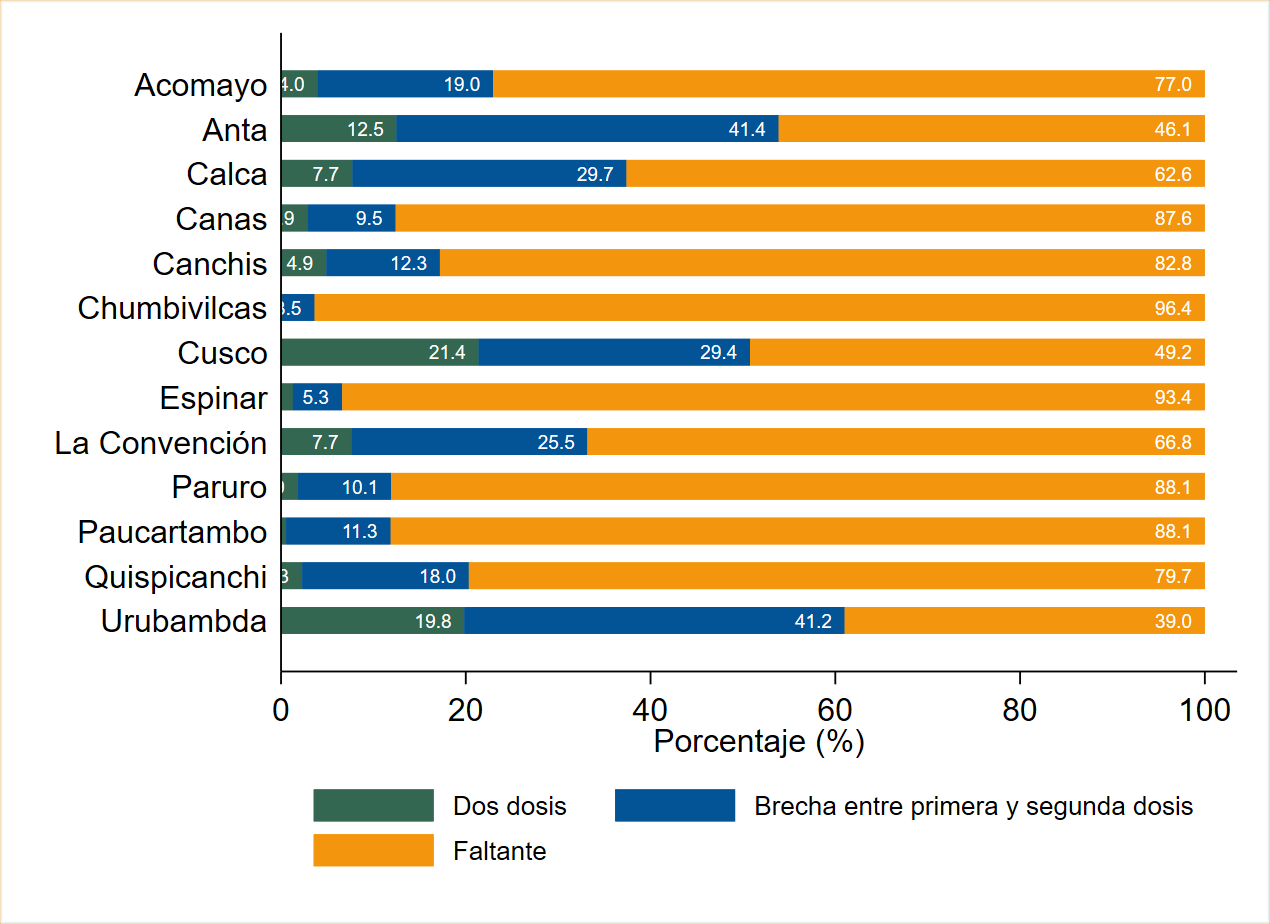 Acomayo 4.0 19.0 77.0
Anta 12.5 41.4 46.1
Calca 7.7 29.7 62.6
Canas 9 9.5 87.6
Canchis 4.9 12.3 82.8
Chumbivilcas .5 96.4
Cusco 21.4 29.4 49.2
Espinar 5.3 93.4
La Convención 7.7 25.5 66.8
Paruro 10.1 88.1
Paucartambo 11.3 88.1
Quispicanchi 3 18.0 79.7
Urubambda 19.8 41.2 39.0
0 20 40 60 80 100
Porcentaje (%)
Dos dosis Brecha entre primera y segunda dosis
Faltante